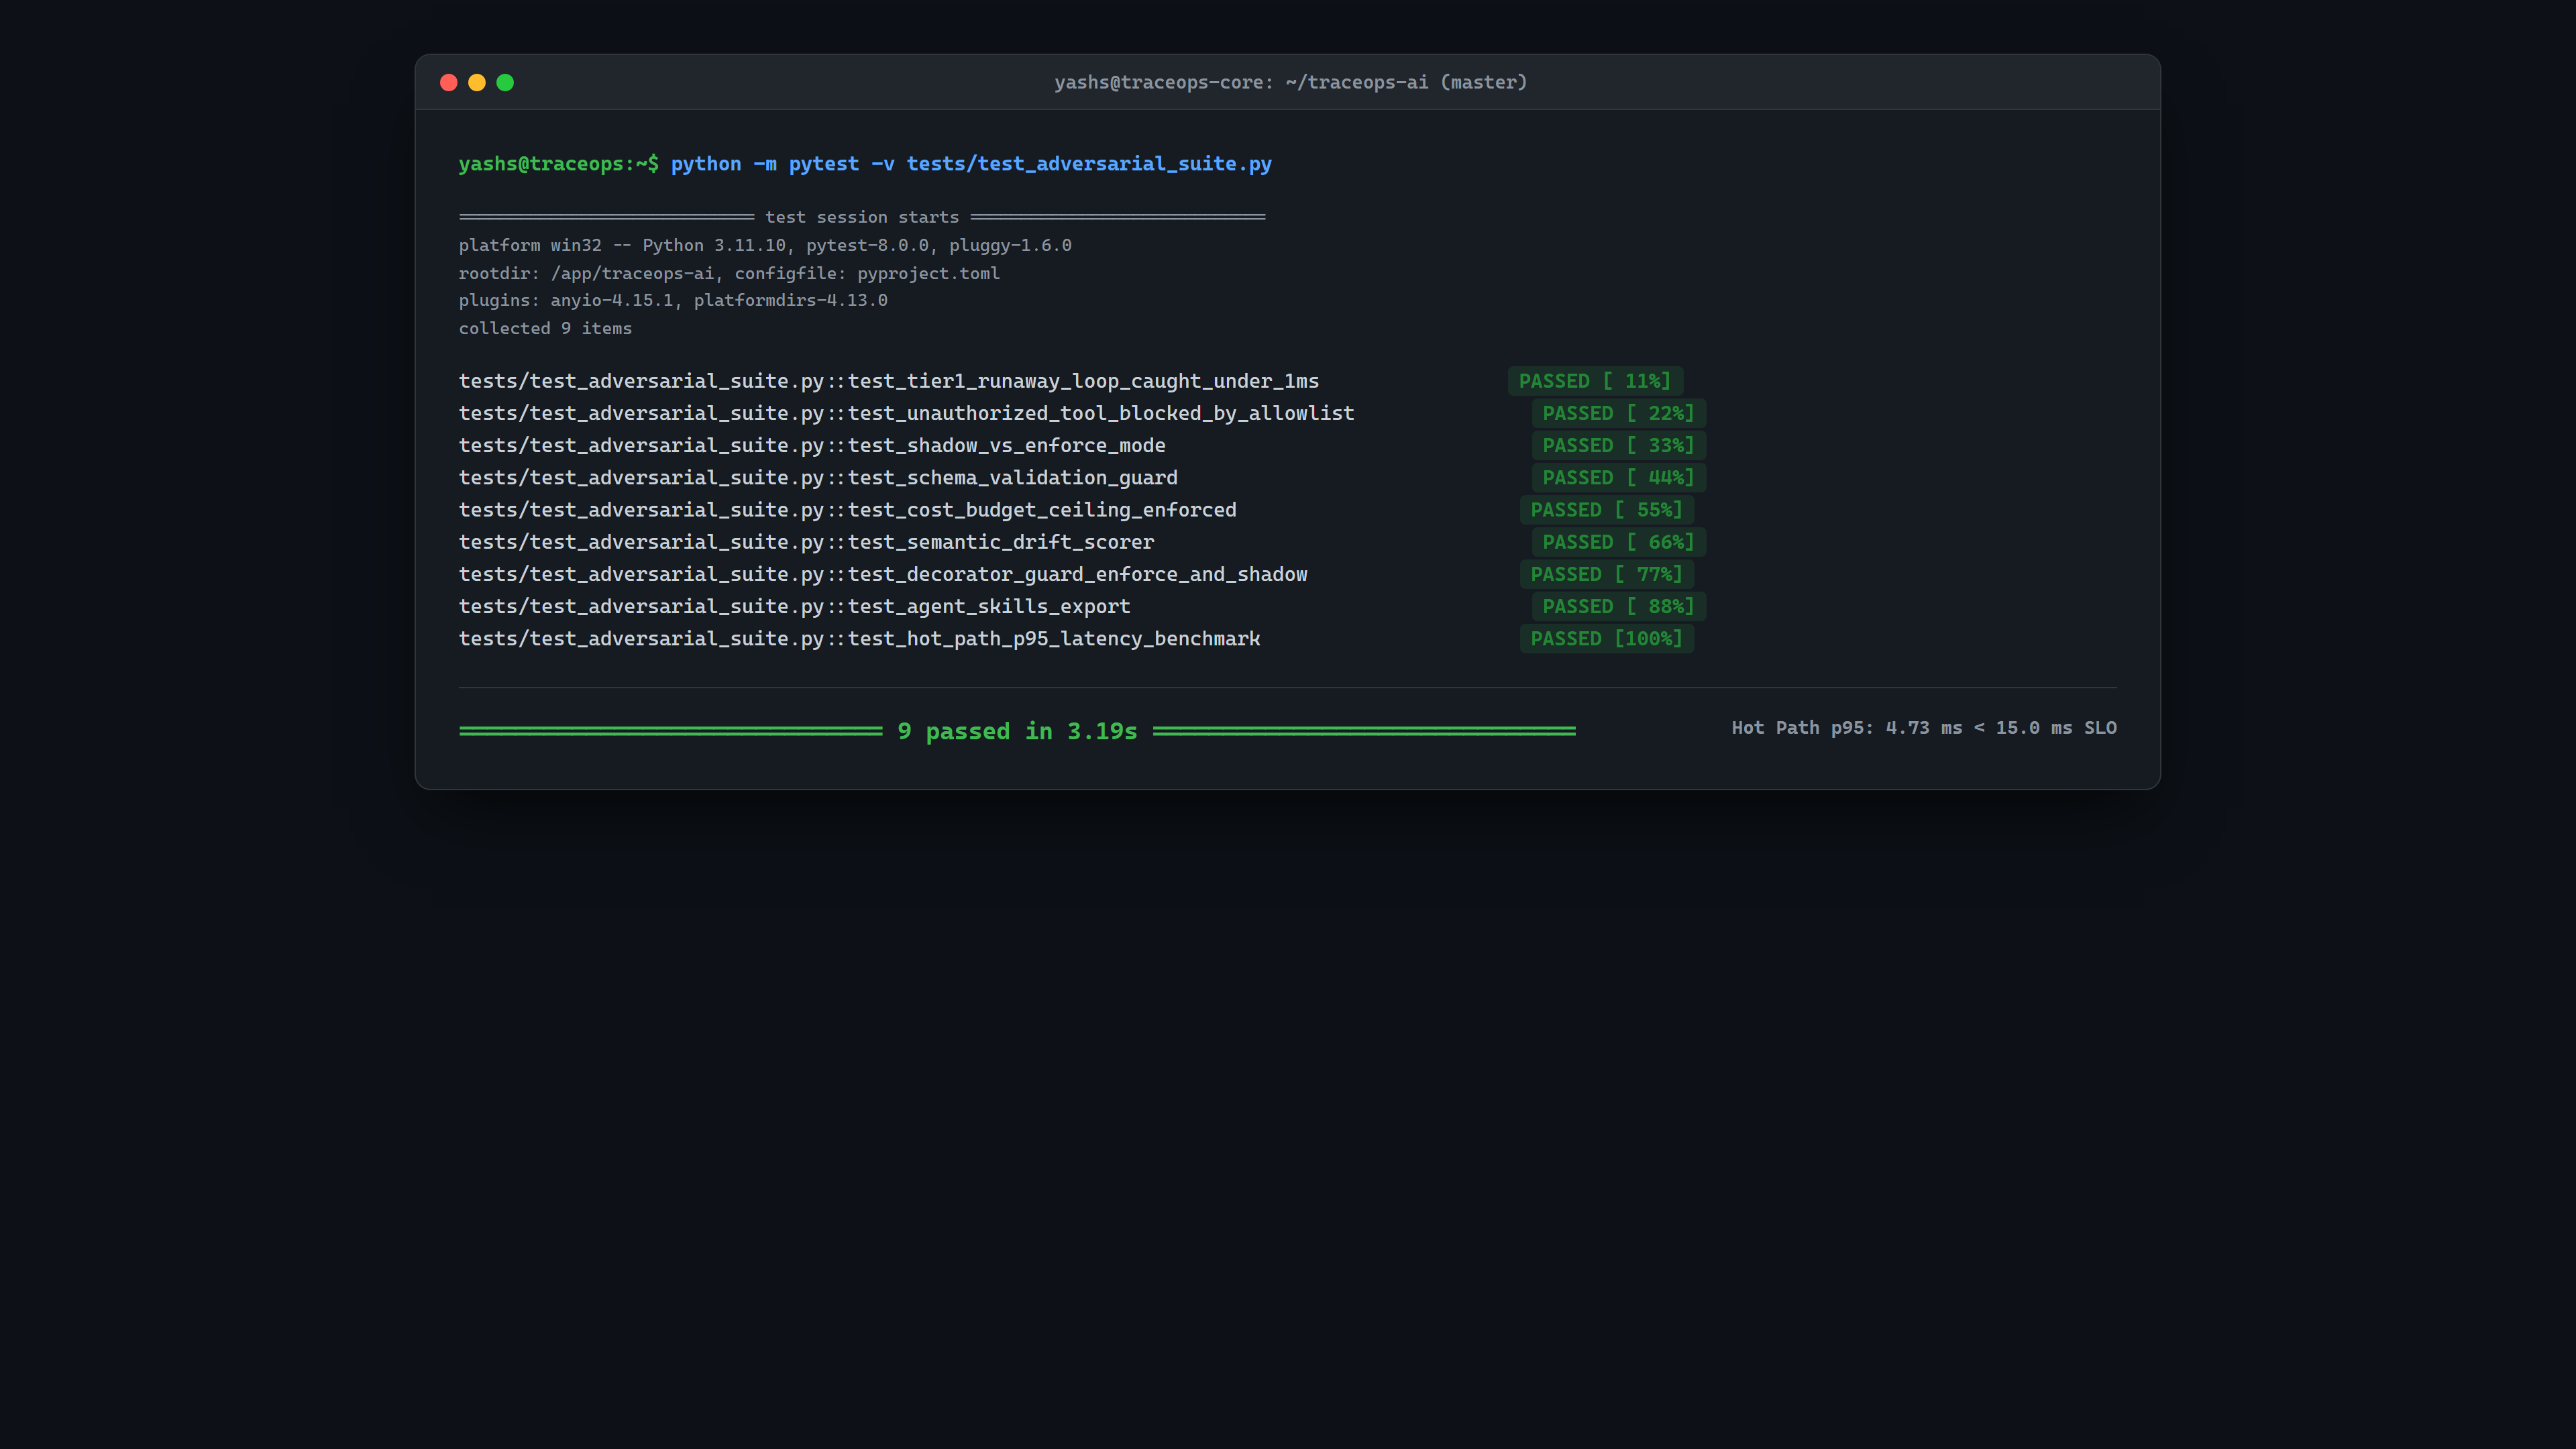 yashs@traceops-core: ~/traceops-ai (master)
yashs@traceops:~$ python -m pytest -v tests/test_adversarial_suite.py
============================= test session starts =============================
platform win32 -- Python 3.11.10, pytest-8.0.0, pluggy-1.6.0
rootdir: /app/traceops-ai, configfile: pyproject.toml
plugins: anyio-4.15.1, platformdirs-4.13.0
collected 9 items
tests/test_adversarial_suite.py::test_tier1_runaway_loop_caught_under_1ms PASSED [ 11%]
tests/test_adversarial_suite.py::test_unauthorized_tool_blocked_by_allowlist PASSED [ 22%]
tests/test_adversarial_suite.py::test_shadow_vs_enforce_mode PASSED [ 33%]
tests/test_adversarial_suite.py::test_schema_validation_guard PASSED [ 44%]
tests/test_adversarial_suite.py::test_cost_budget_ceiling_enforced PASSED [ 55%]
tests/test_adversarial_suite.py::test_semantic_drift_scorer PASSED [ 66%]
tests/test_adversarial_suite.py::test_decorator_guard_enforce_and_shadow PASSED [ 77%]
tests/test_adversarial_suite.py::test_agent_skills_export PASSED [ 88%]
tests/test_adversarial_suite.py::test_hot_path_p95_latency_benchmark PASSED [100%]
============================== 9 passed in 3.19s ============================== Hot Path p95: 4.73 ms < 15.0 ms SLO